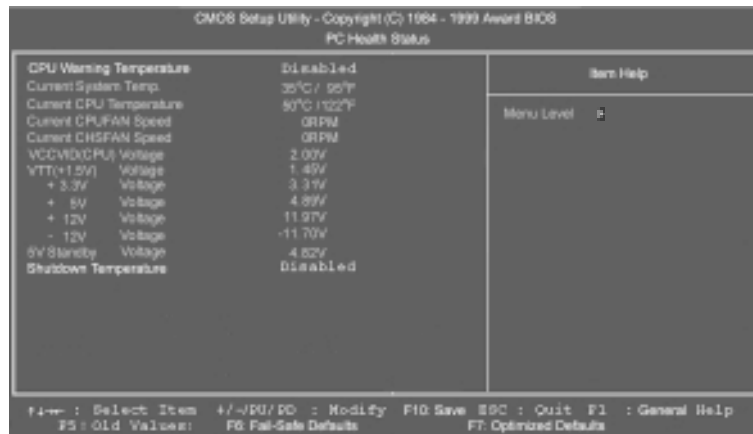 CMOS Setup Utility - Copyright (C) 1984 - 1999 Award BIOS
PC Health Status
CPU Warning Temperature Disabled
Current System Temp. 35°C / 95°F
Current CPU Temperature 50°C /122°F
Current CPUFAN Speed 0RPM
Current CHSFAN Speed 0RPM
VCCVID(CPU) Voltage 2.00V
VTT(+1.5V) Voltage 1.45V
+ 3.3V Voltage 3.31V
+ 5V Voltage 4.89V
+ 12V Voltage 11.97V
- 12V Voltage -11.70V
5V Standby Voltage 4.82V
Shutdown Temperature Disabled
Item Help
Menu Level
↑↓→← : Select Item +/-/PU/PD : Modify F10: Save ESC : Quit F1 : General Help
F5: Old Values: F6: Fail-Safe Defaults F7: Optimized Defaults